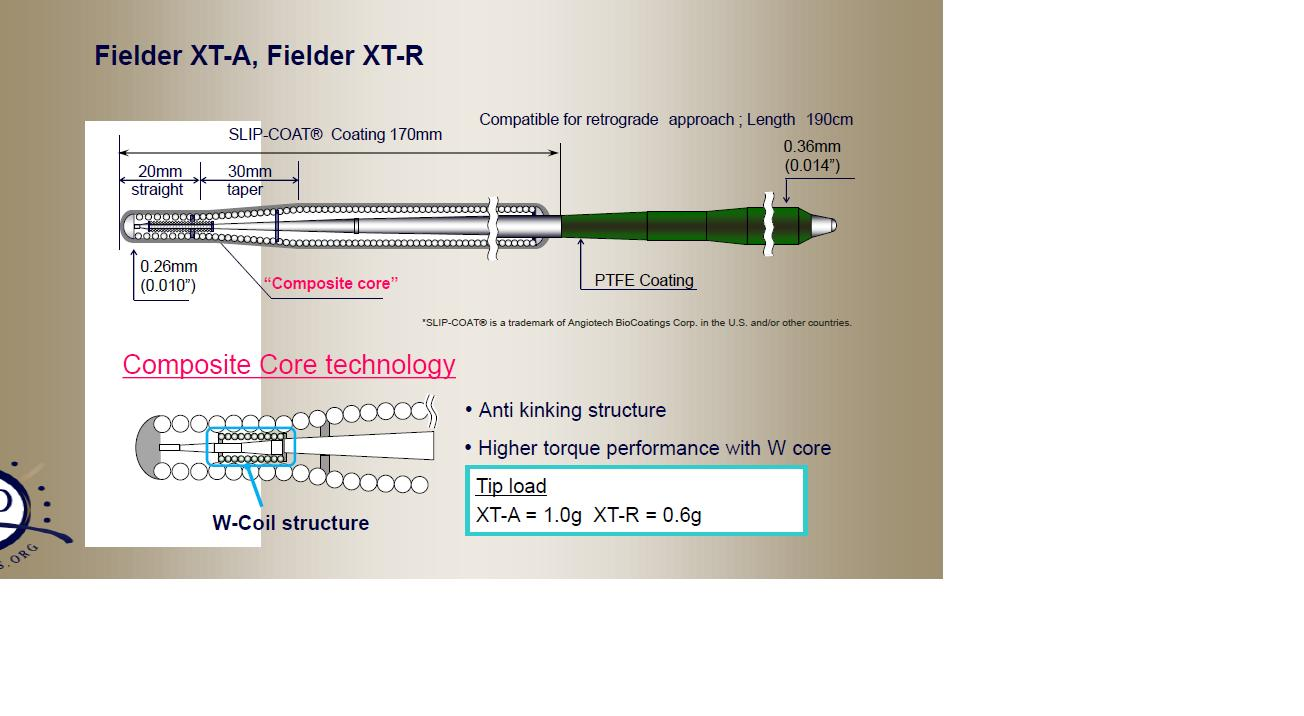 Fielder XT-A, Fielder XT-R
Compatible for retrograde approach ; Length 190cm
SLIP-COAT® Coating 170mm
0.36mm
(0.014”)
20mm
straight
30mm
taper
0.26mm
(0.010”)
“Composite core”
PTFE Coating
*SLIP-COAT® is a trademark of Angiotech BioCoatings Corp. in the U.S. and/or other countries.
Composite Core technology
• Anti kinking structure
• Higher torque performance with W core
Tip load
XT-A = 1.0g XT-R = 0.6g
W-Coil structure
.ORG